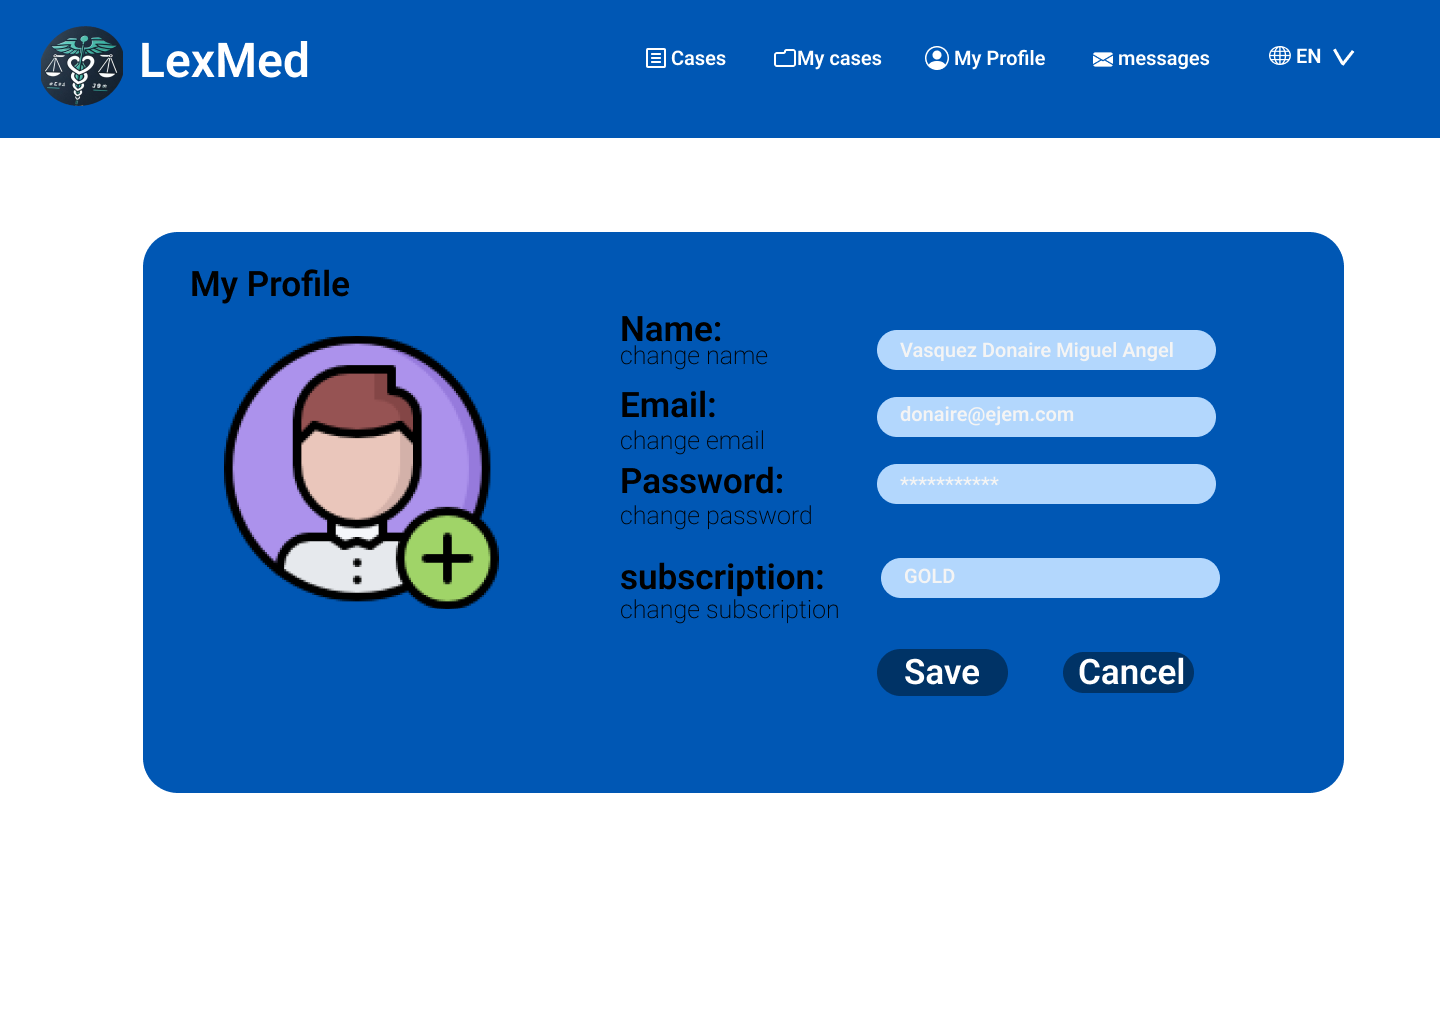 LexMed
Cases
My cases
My Profile
messages
EN
My Profile
Name:
change name
Vasquez Donaire Miguel Angel
Email:
change email
donaire@ejem.com
Password:
change password
***********
subscription:
change subscription
GOLD
Save
Cancel